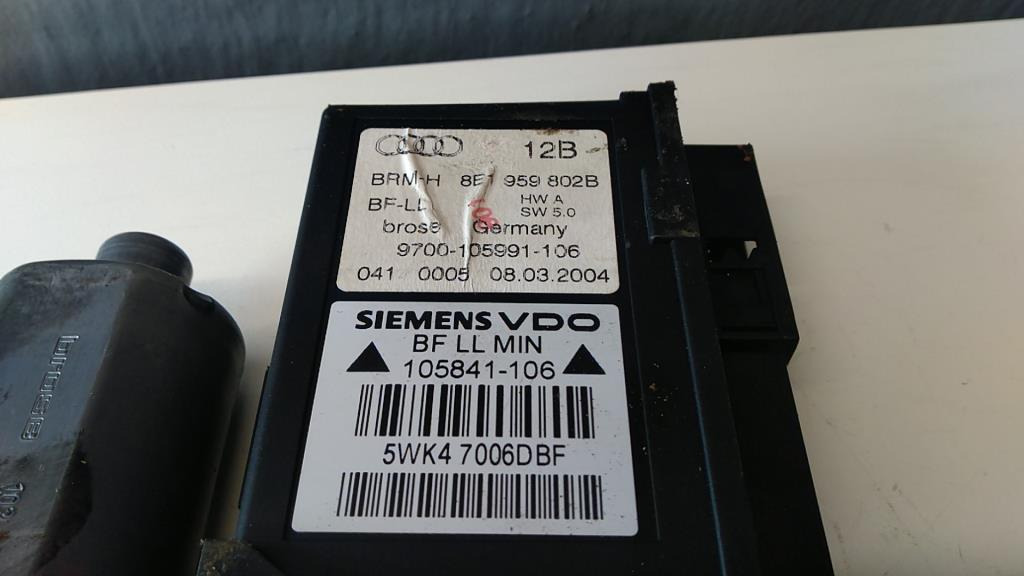 12B
BRM-H 8E1 959 802B
BF-LL HW A
SW 5.0
brose Germany
9700-105991-106
041 0005 08.03.2004
SIEMENS VDO
BF LL MIN
105841-106
5WK4 7006DBF
brose